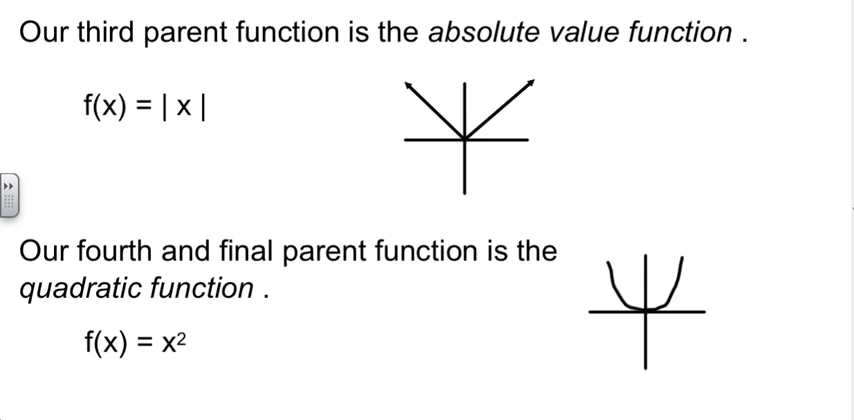 Our third parent function is the absolute value function .
f(x) = | x |
Our fourth and final parent function is the
quadratic function .
f(x) = x²